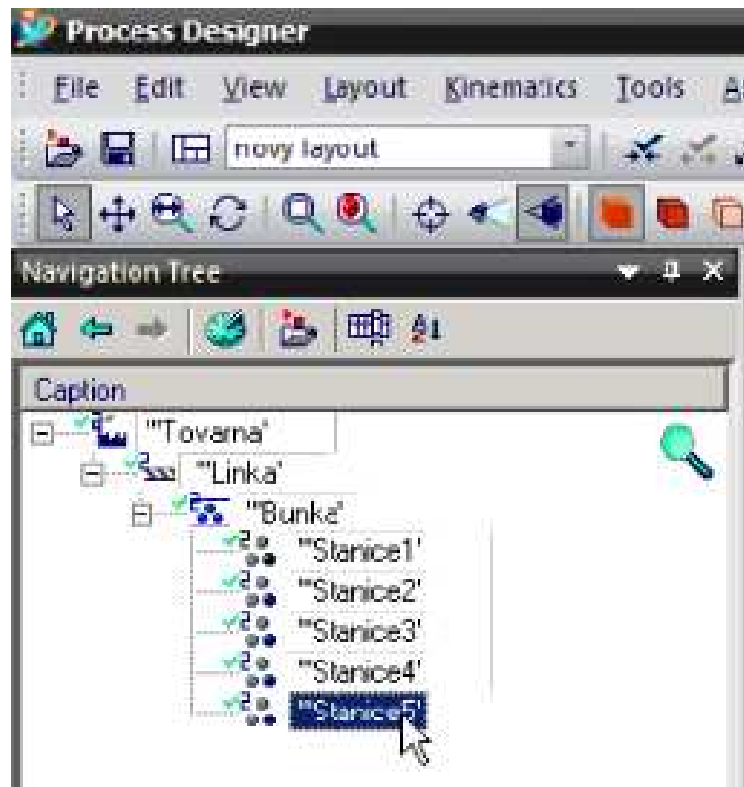 Process Designer
File Edit View Layout Kinematics Tools
novy layout
Navigation Tree
Caption
"'Tovarna'
"'Linka'
"'Bunka'
"'Stanice1'
"'Stanice2'
"'Stanice3'
"'Stanice4'
"'Stanice5'